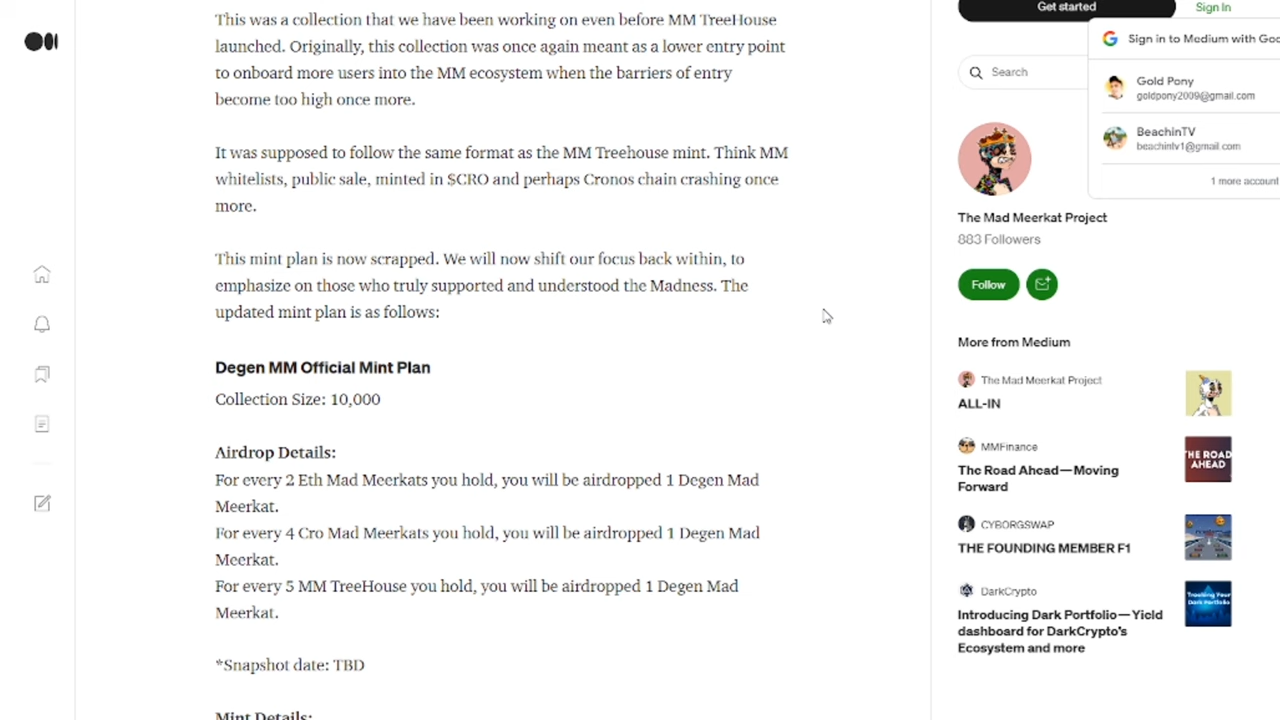 This was a collection that we have been working on even before MM TreeHouse
launched. Originally, this collection was once again meant as a lower entry point
to onboard more users into the MM ecosystem when the barriers of entry
become too high once more.
It was supposed to follow the same format as the MM Treehouse mint. Think MM
whitelists, public sale, minted in $CRO and perhaps Cronos chain crashing once
more.
This mint plan is now scrapped. We will now shift our focus back within, to
emphasize on those who truly supported and understood the Madness. The
updated mint plan is as follows:
Degen MM Official Mint Plan
Collection Size: 10,000
Airdrop Details:
For every 2 Eth Mad Meerkats you hold, you will be airdropped 1 Degen Mad
Meerkat.
For every 4 Cro Mad Meerkats you hold, you will be airdropped 1 Degen Mad
Meerkat.
For every 5 MM TreeHouse you hold, you will be airdropped 1 Degen Mad
Meerkat.
*Snapshot date: TBD
Mint Details:
Get started
Sign In
Sign in to Medium with Goo
Search
Gold Pony
goldpony2009@gmail.com
BeachinTV
beachintv1@gmail.com
1 more account
The Mad Meerkat Project
883 Followers
Follow
More from Medium
The Mad Meerkat Project
ALL-IN
MMFinance
The Road Ahead—Moving
Forward
THE ROAD
AHEAD
CYBORGSWAP
THE FOUNDING MEMBER F1
DarkCrypto
Introducing Dark Portfolio—Yield
dashboard for DarkCrypto's
Ecosystem and more
Tracking Your
Dark Portfolio